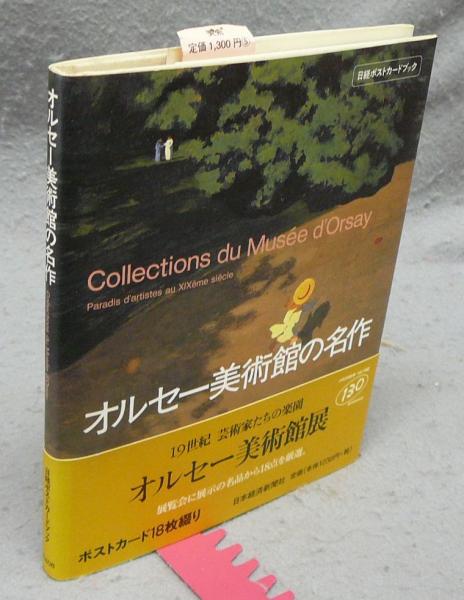 定価1,300円
日経ポストカードブック
Collections du Musée d'Orsay
Paradis d'artistes au XIXème siècle
オルセー美術館の名作
130
19世紀 芸術家たちの楽園
オルセー美術館展
展覧会に展示の名品から18点を厳選。
日本経済新聞社
ポストカード18枚綴り
オルセー美術館の名作
日経ポストカードブック